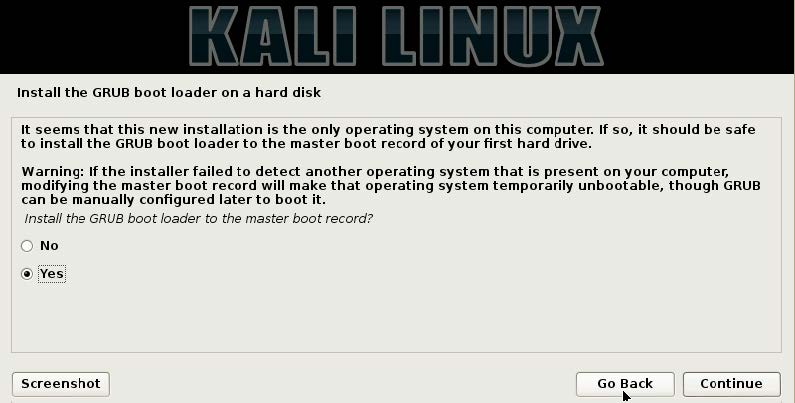 KALI LINUX
Install the GRUB boot loader on a hard disk
It seems that this new installation is the only operating system on this computer. If so, it should be safe
to install the GRUB boot loader to the master boot record of your first hard drive.
Warning: If the installer failed to detect another operating system that is present on your computer,
modifying the master boot record will make that operating system temporarily unbootable, though GRUB
can be manually configured later to boot it.
Install the GRUB boot loader to the master boot record?
No
Yes
Screenshot
Go Back
Continue